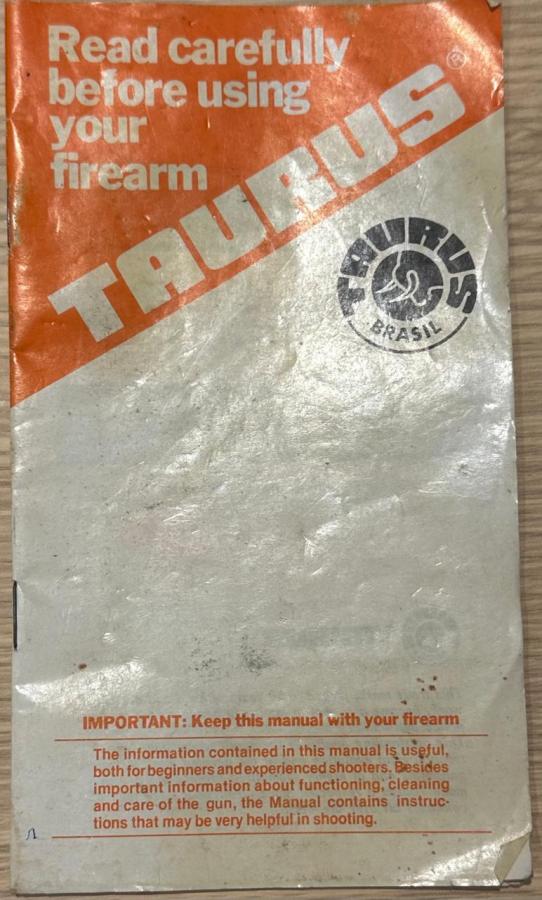 Read carefully
before using
your
firearm
TAURUS®
TAURUS
BRASIL
IMPORTANT: Keep this manual with your firearm
The information contained in this manual is useful,
both for beginners and experienced shooters. Besides
important information about functioning, cleaning
and care of the gun, the Manual contains instruc-
tions that may be very helpful in shooting.